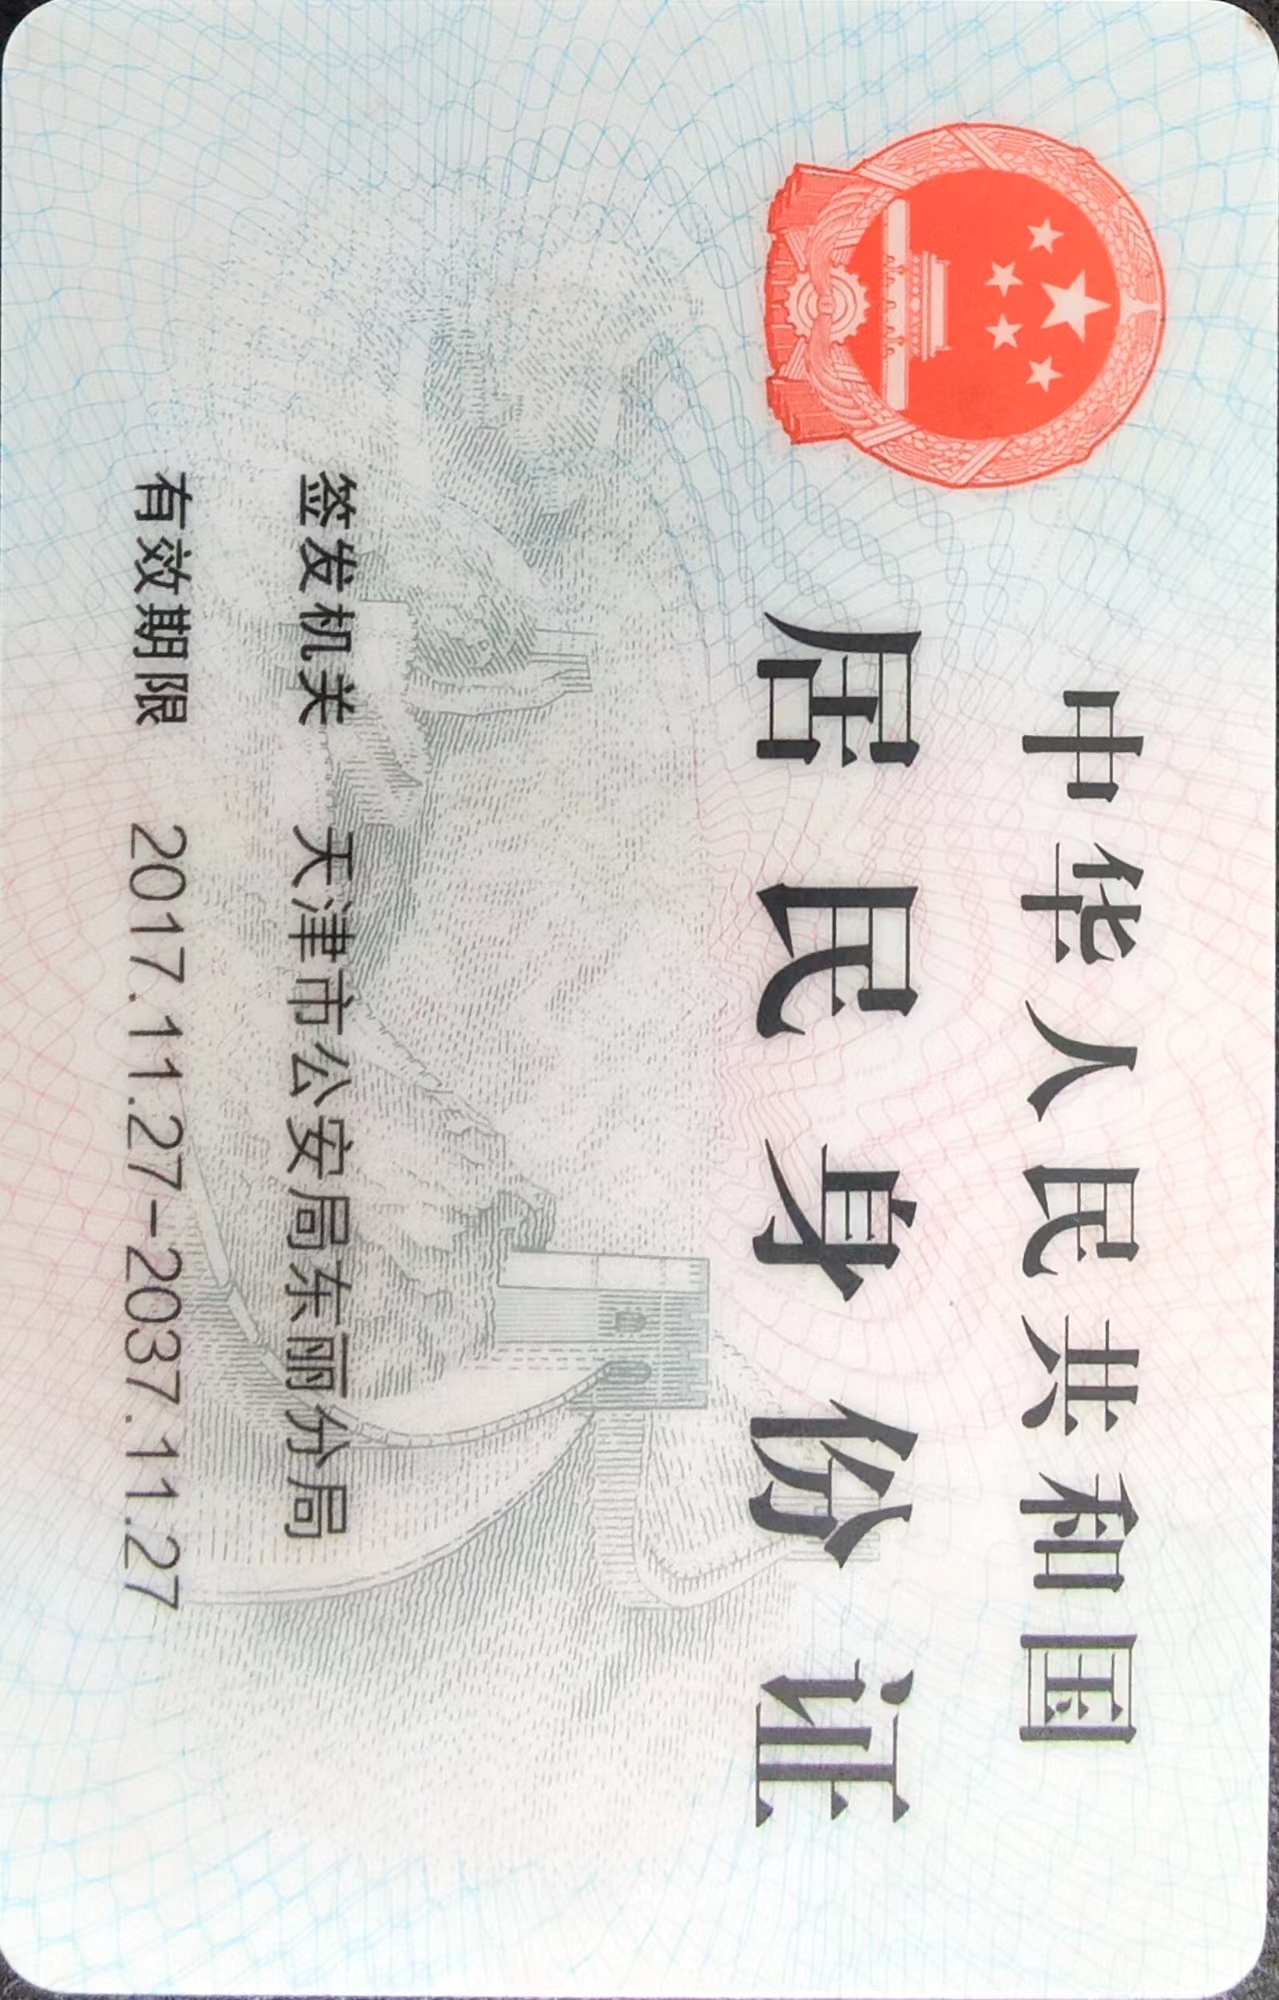 中华人民共和国
居民身份证
签发机关 天津市公安局东丽分局
有效期限 2017.11.27-2037.11.27